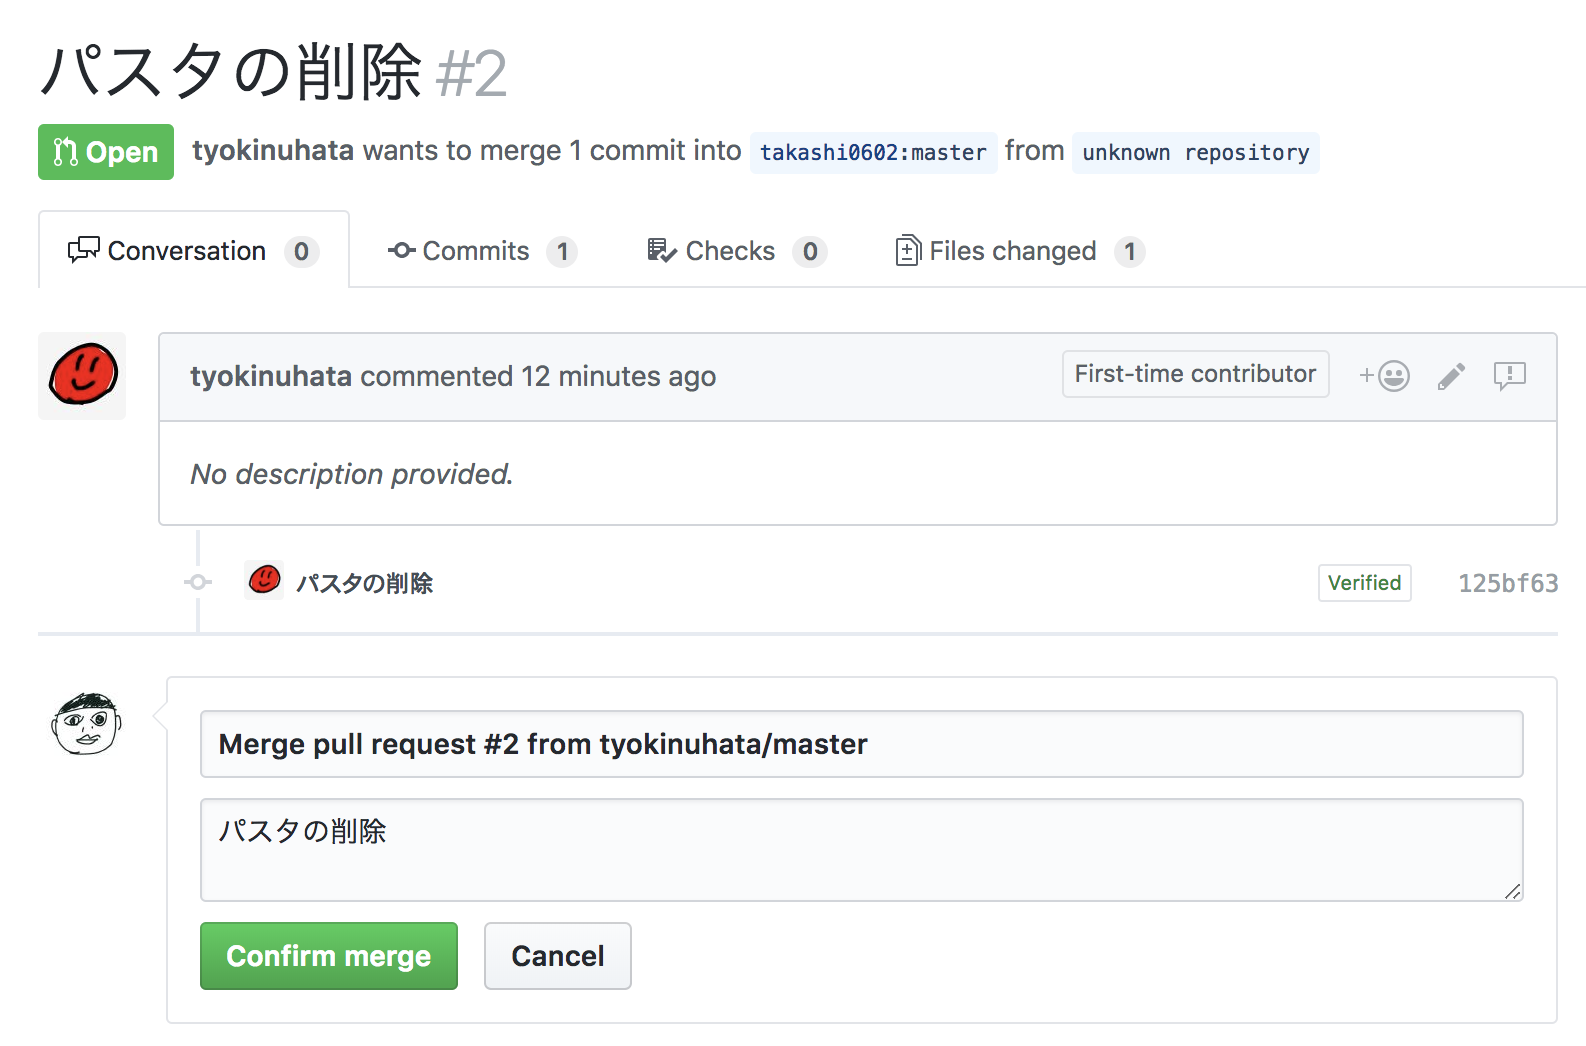 パスタの削除 #2
Open tyokinuhata wants to merge 1 commit into takashi0602:master from unknown repository
Conversation 0 Commits 1 Checks 0 Files changed 1
tyokinuhata commented 12 minutes ago First-time contributor
No description provided.
パスタの削除 Verified 125bf63
Merge pull request #2 from tyokinuhata/master
パスタの削除
Confirm merge Cancel